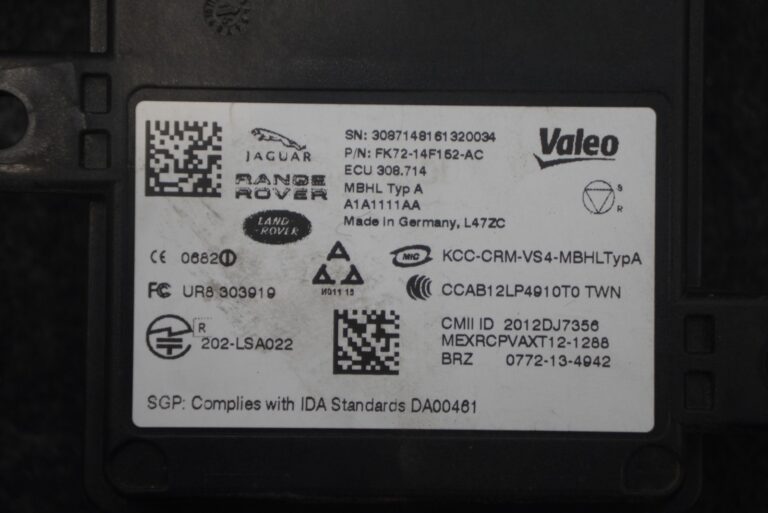 JAGUAR
RANGE
ROVER
LAND
ROVER
SN: 3087148161320034
P/N: FK72-14F152-AC
ECU 308.714
MBHL Typ A
A1A1111AA
Made in Germany, L47ZC
Valeo
S
R
CE 0682
FC UR8 303919
R
202-LSA022
MIC KCC-CRM-VS4-MBHLTypA
CCAB12LP4910T0 TWN
CMII ID 2012DJ7356
MEXRCPVAXT12-1288
BRZ 0772-13-4942
SGP: Complies with IDA Standards DA00461